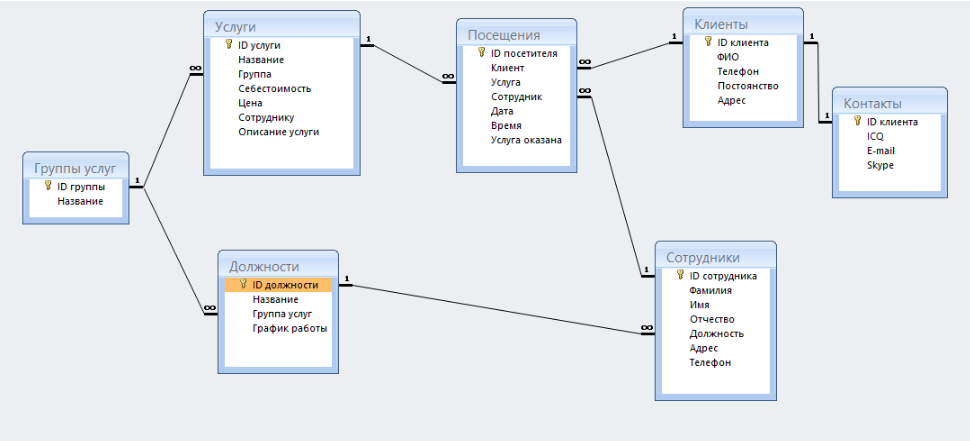 Услуги
ID услуги
Название
Группа
Себестоимость
Цена
Сотруднику
Описание услуги
1
∞
Посещения
ID посетителя
Клиент
Услуга
Сотрудник
Дата
Время
Услуга оказана
∞
∞
∞
Клиенты
ID клиента
ФИО
Телефон
Постоянство
Адрес
1
1
Контакты
ID клиента
ICQ
E-mail
Skype
1
Группы услуг
ID группы
Название
1
Должности
ID должности
Название
Группа услуг
График работы
1
∞
Сотрудники
ID сотрудника
Фамилия
Имя
Отчество
Должность
Адрес
Телефон
1
∞